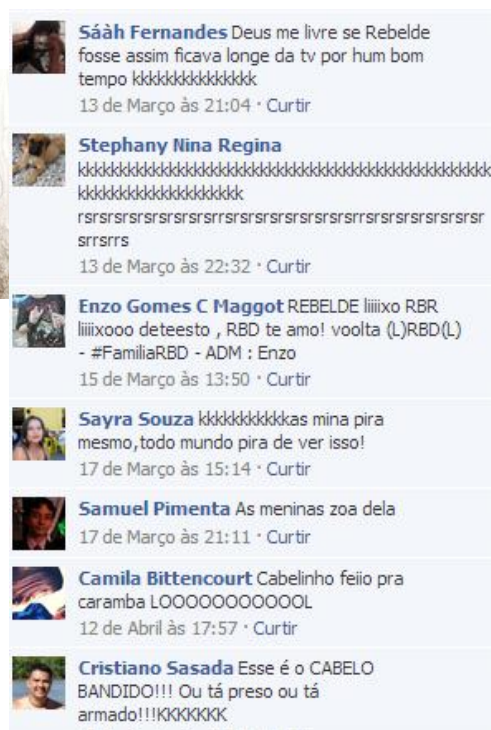 Sááh Fernandes Deus me livre se Rebelde
fosse assim ficava longe da tv por hum bom
tempo kkkkkkkkkkkkkkk
13 de Março às 21:04 · Curtir
Stephany Nina Regina
kkkkkkkkkkkkkkkkkkkkkkkkkkkkkkkkkkkkkkkkkkkkkkkkkk
kkkkkkkkkkkkkkkkkkkk
rsrsrsrsrsrsrsrsrsrrsrsrsrsrsrsrsrsrsrsrrsrsrsrsrsrsrsrsr
srrsrrs
13 de Março às 22:32 · Curtir
Enzo Gomes C Maggot REBELDE liiiixo RBR
liiiixooo deteesto , RBD te amo! voolta (L)RBD(L)
- #FamiliaRBD - ADM : Enzo
15 de Março às 13:50 · Curtir
Sayra Souza kkkkkkkkkkkas mina pira
mesmo,todo mundo pira de ver isso!
17 de Março às 15:14 · Curtir
Samuel Pimenta As meninas zoa dela
17 de Março às 21:11 · Curtir
Camila Bittencourt Cabelinho feiio pra
caramba LOOOOOOOOOOOL
12 de Abril às 17:57 · Curtir
Cristiano Sasada Esse é o CABELO
BANDIDO!!! Ou tá preso ou tá
armado!!!KKKKKKK